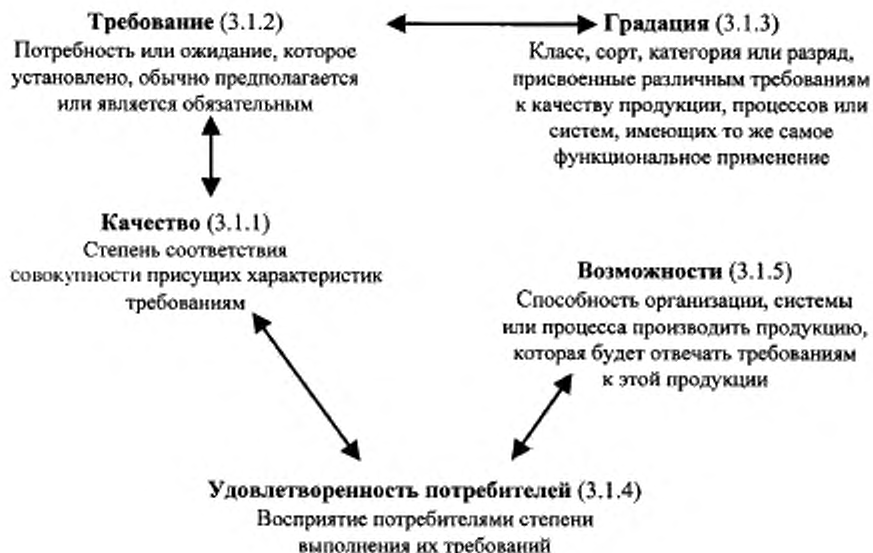 Требование (3.1.2)
Потребность или ожидание, которое
установлено, обычно предполагается
или является обязательным
Градация (3.1.3)
Класс, сорт, категория или разряд,
присвоенные различным требованиям
к качеству продукции, процессов или
систем, имеющих то же самое
функциональное применение
Качество (3.1.1)
Степень соответствия
совокупности присущих характеристик
требованиям
Возможности (3.1.5)
Способность организации, системы
или процесса производить продукцию,
которая будет отвечать требованиям
к этой продукции
Удовлетворенность потребителей (3.1.4)
Восприятие потребителями степени
выполнения их требований